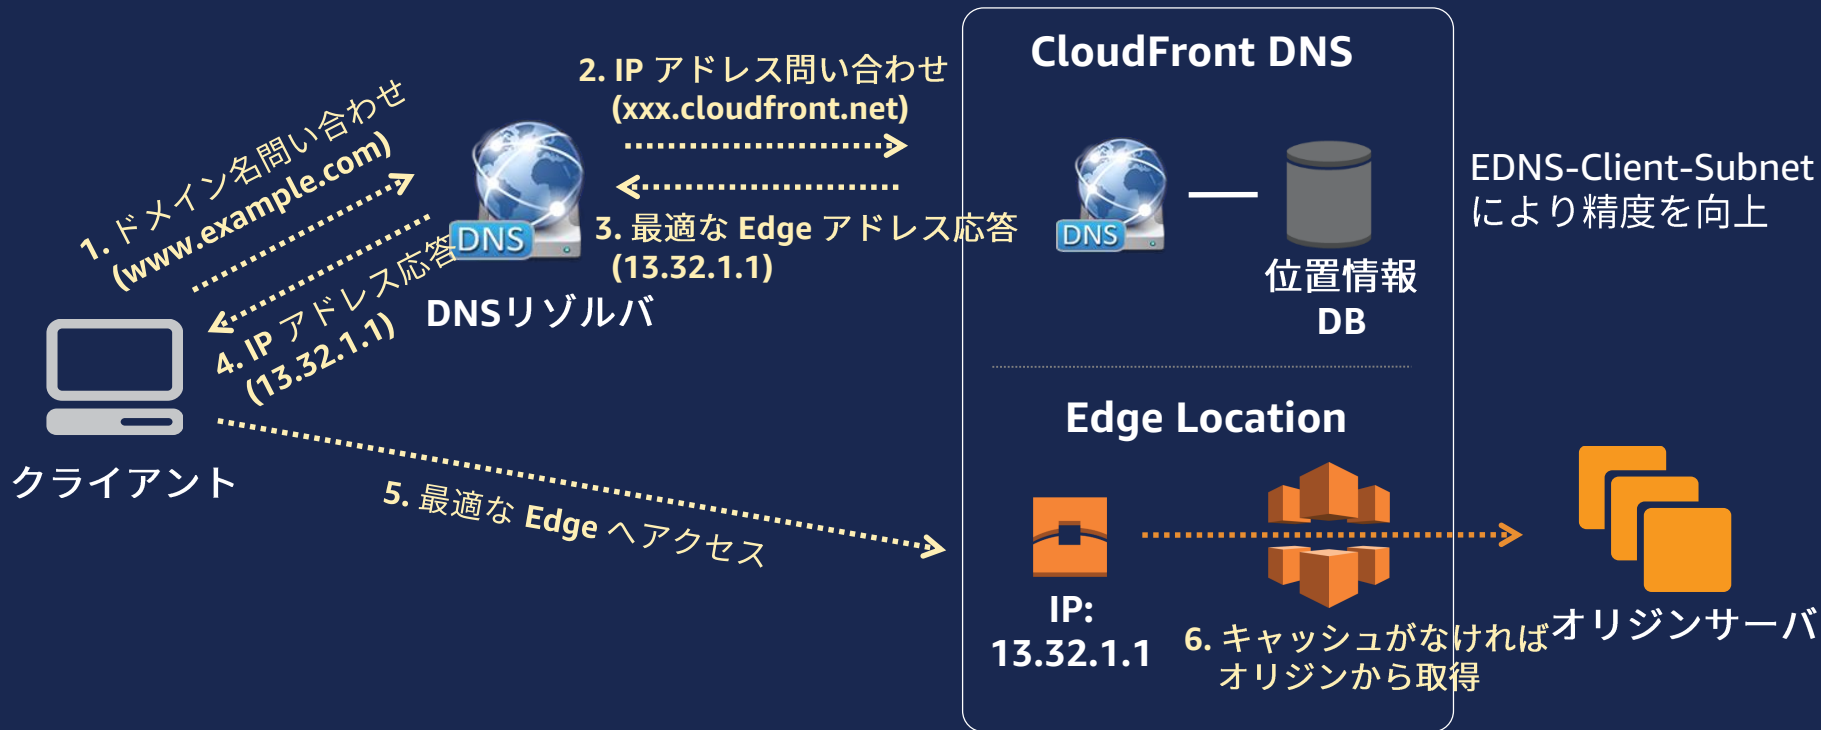 CloudFront DNS
1. ドメイン名問い合わせ
(www.example.com)
2. IP アドレス問い合わせ
(xxx.cloudfront.net)
DNS
3. 最適な Edge アドレス応答
(13.32.1.1)
DNSリゾルバ
4. IP アドレス応答
(13.32.1.1)
DNS
位置情報
DB
EDNS-Client-Subnet
により精度を向上
クライアント
5. 最適な Edge へアクセス
Edge Location
IP:
13.32.1.1
6. キャッシュがなければ
オリジンから取得
オリジンサーバ